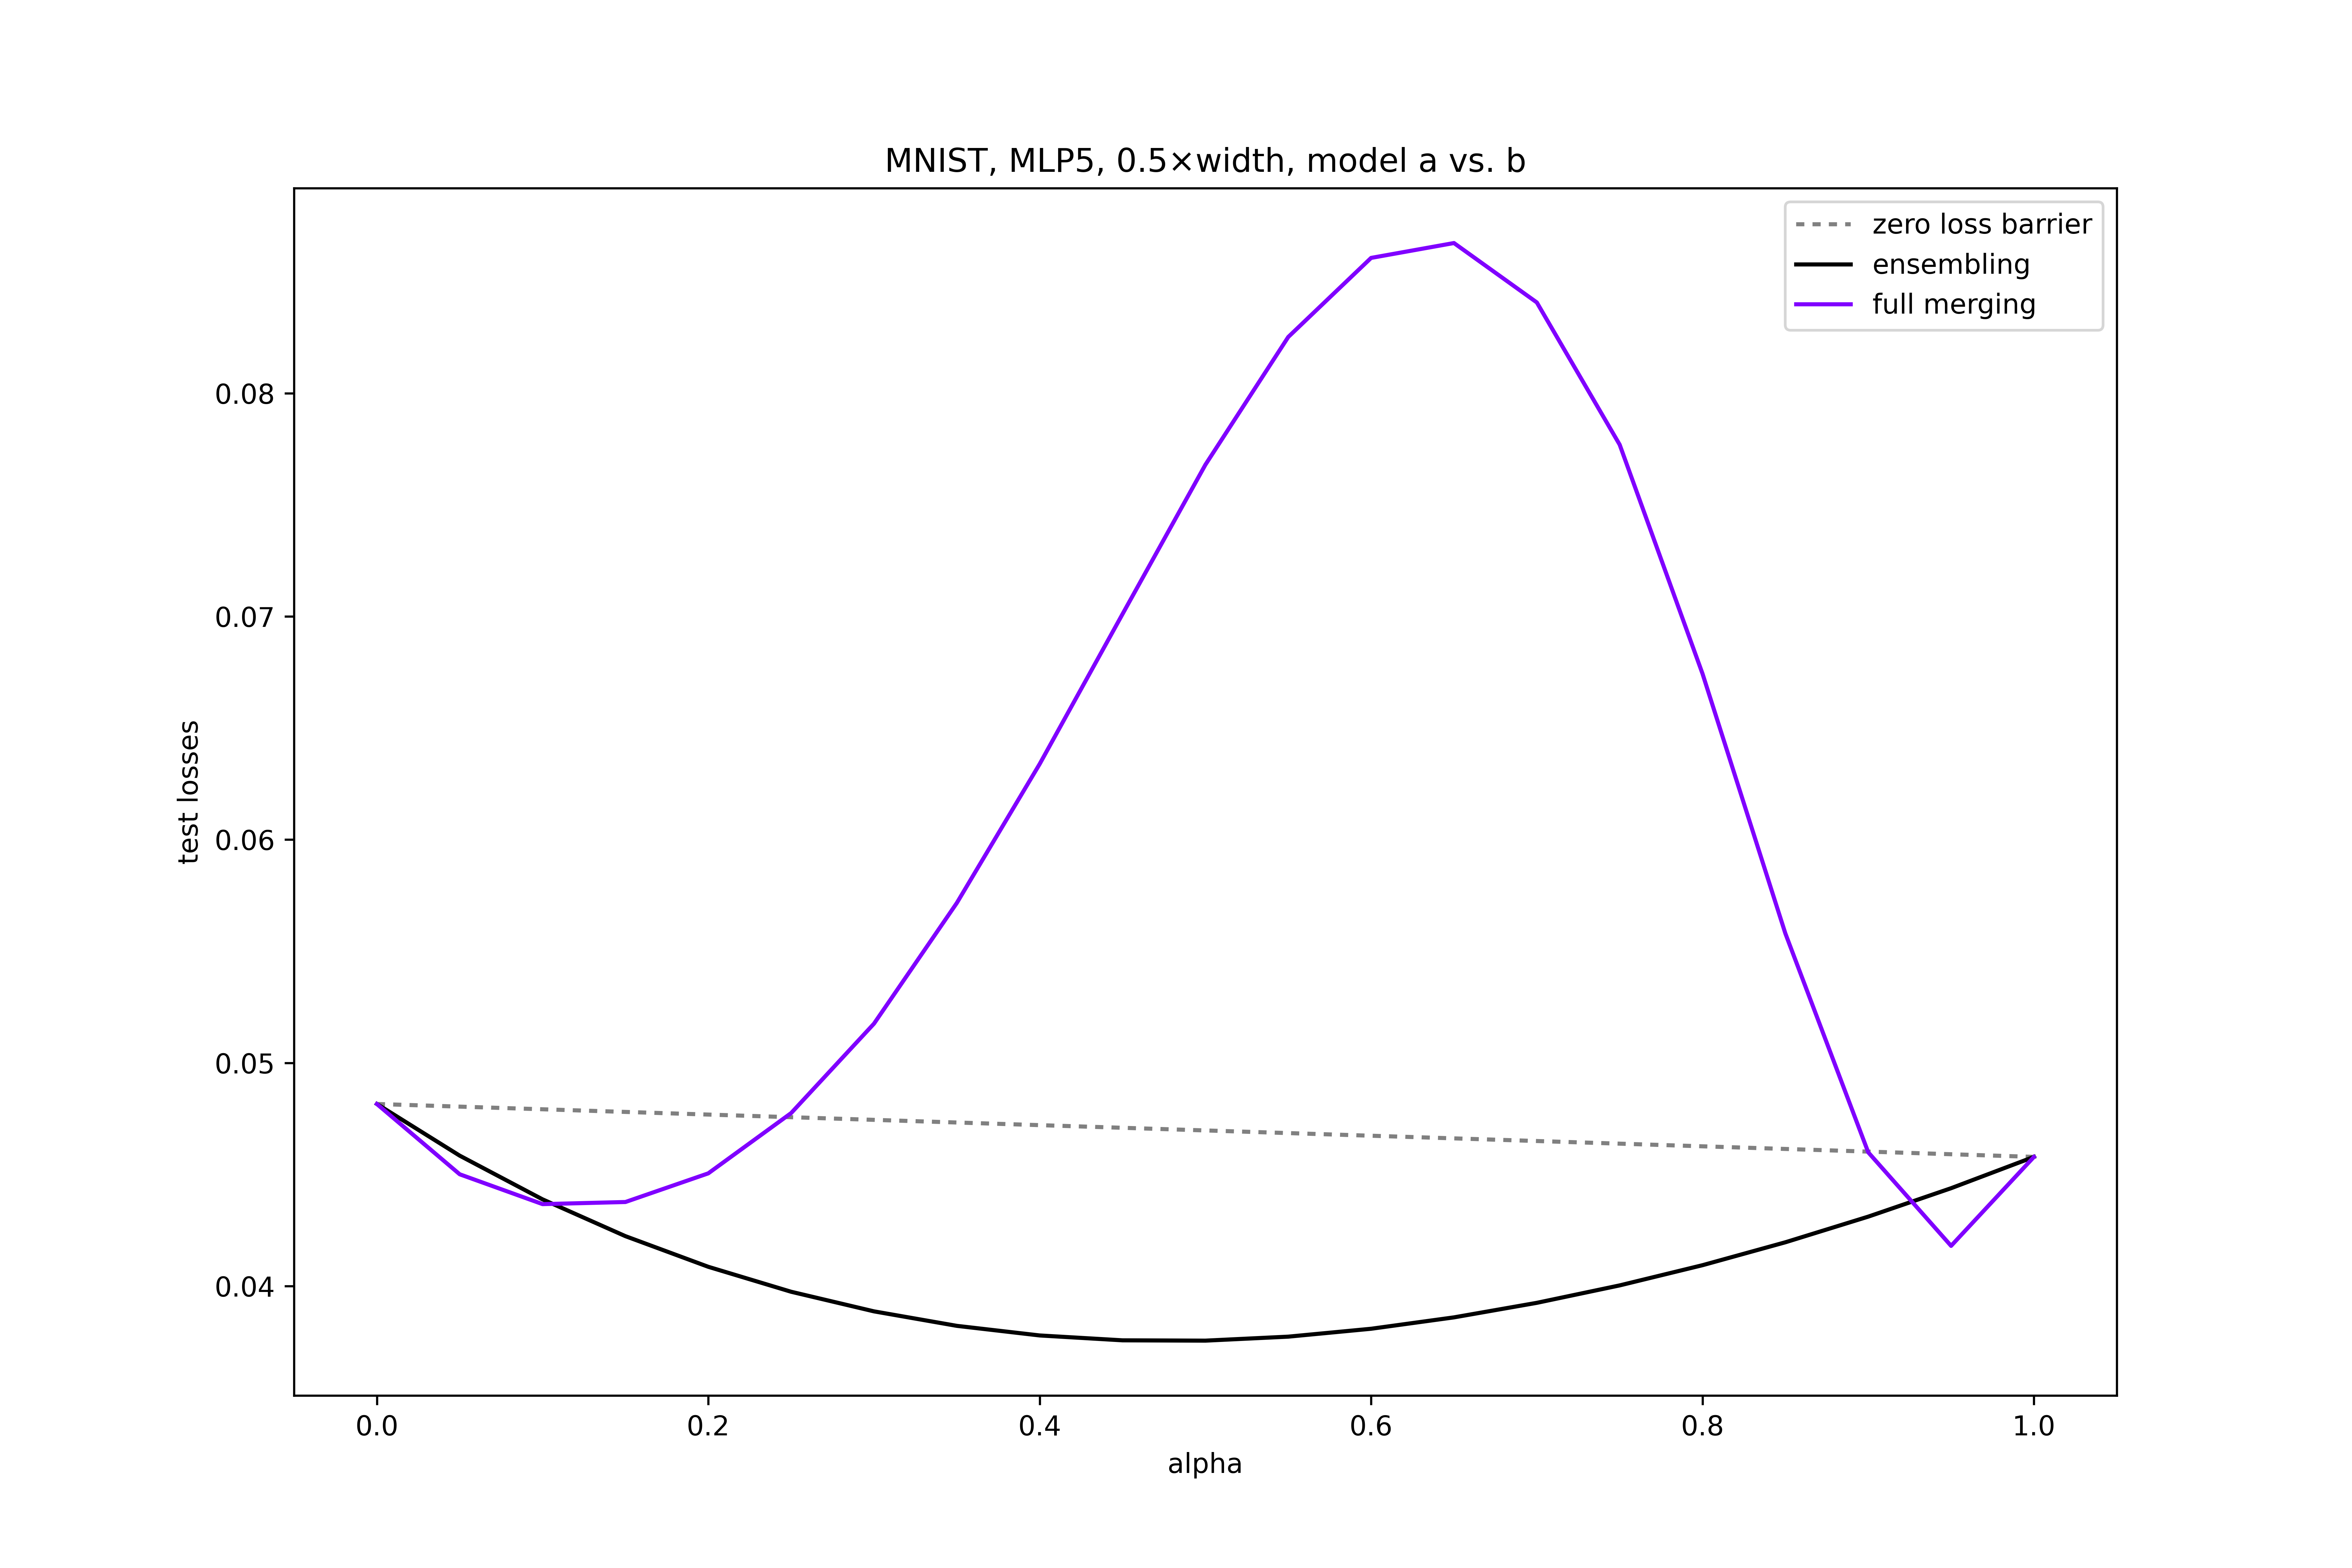 MNIST, MLP5, 0.5×width, model a vs. b
zero loss barrier
ensembling
full merging
test losses
0.08
0.07
0.06
0.05
0.04
0.0 0.2 0.4 0.6 0.8 1.0
alpha